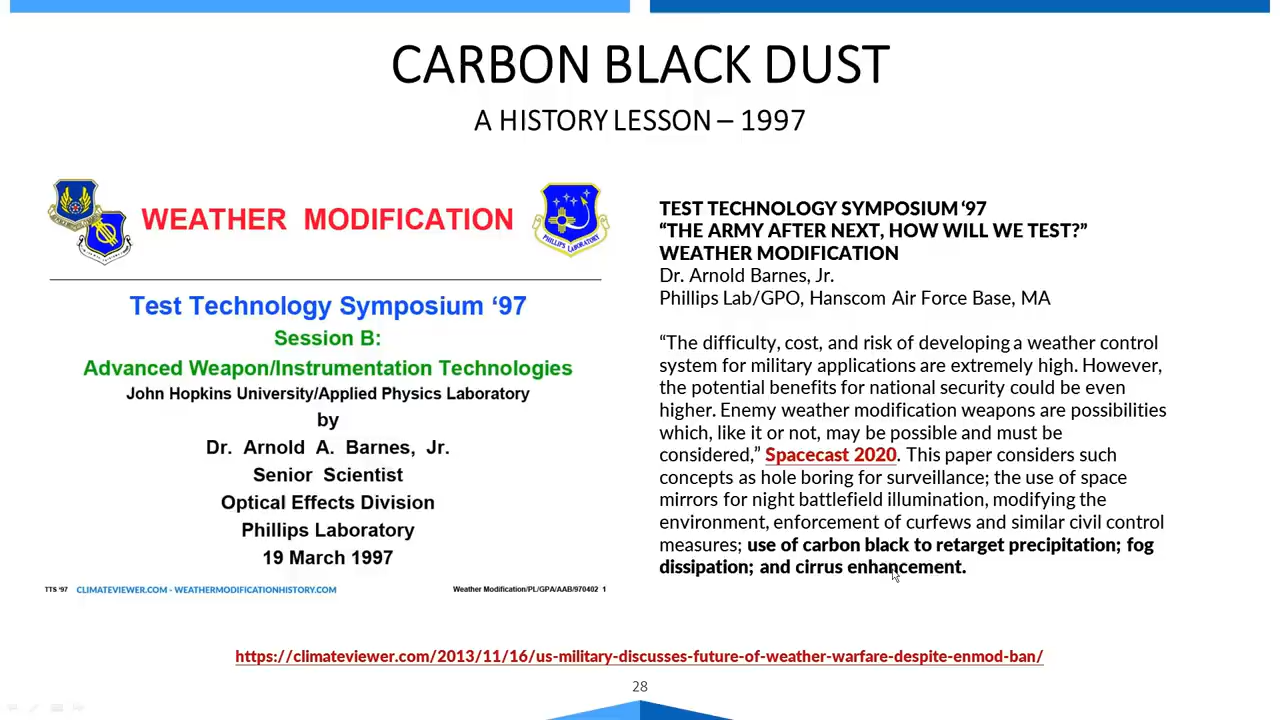 CARBON BLACK DUST
A HISTORY LESSON – 1997
WEATHER MODIFICATION
PHILLIPS LABORATORY
Test Technology Symposium ‘97
Session B:
Advanced Weapon/Instrumentation Technologies
John Hopkins University/Applied Physics Laboratory
by
Dr. Arnold A. Barnes, Jr.
Senior Scientist
Optical Effects Division
Phillips Laboratory
19 March 1997
TTS ‘97 CLIMATEVIEWER.COM - WEATHERMODIFICATIONHISTORY.COM Weather Modification/PL/GPA/AAB/970402 1
TEST TECHNOLOGY SYMPOSIUM ‘97
“THE ARMY AFTER NEXT, HOW WILL WE TEST?”
WEATHER MODIFICATION
Dr. Arnold Barnes, Jr.
Phillips Lab/GPO, Hanscom Air Force Base, MA
“The difficulty, cost, and risk of developing a weather control
system for military applications are extremely high. However,
the potential benefits for national security could be even
higher. Enemy weather modification weapons are possibilities
which, like it or not, may be possible and must be
considered,” Spacecast 2020. This paper considers such
concepts as hole boring for surveillance; the use of space
mirrors for night battlefield illumination, modifying the
environment, enforcement of curfews and similar civil control
measures; use of carbon black to retarget precipitation; fog
dissipation; and cirrus enhancement.
https://climateviewer.com/2013/11/16/us-military-discusses-future-of-weather-warfare-despite-enmod-ban/
28